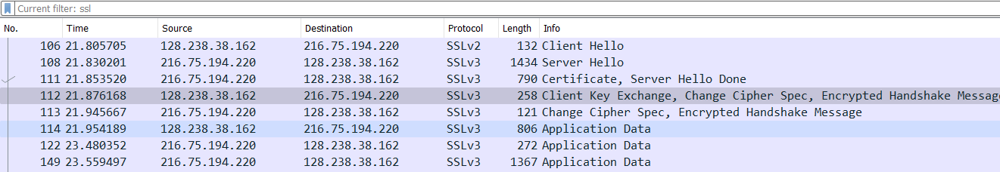 Current filter: ssl
No. Time Source Destination Protocol Length Info
106 21.805705 128.238.38.162 216.75.194.220 SSLv2 132 Client Hello
108 21.830201 216.75.194.220 128.238.38.162 SSLv3 1434 Server Hello
111 21.853520 216.75.194.220 128.238.38.162 SSLv3 790 Certificate, Server Hello Done
112 21.876168 128.238.38.162 216.75.194.220 SSLv3 258 Client Key Exchange, Change Cipher Spec, Encrypted Handshake Message
113 21.945667 216.75.194.220 128.238.38.162 SSLv3 121 Change Cipher Spec, Encrypted Handshake Message
114 21.954189 128.238.38.162 216.75.194.220 SSLv3 806 Application Data
122 23.480352 216.75.194.220 128.238.38.162 SSLv3 272 Application Data
149 23.559497 216.75.194.220 128.238.38.162 SSLv3 1367 Application Data